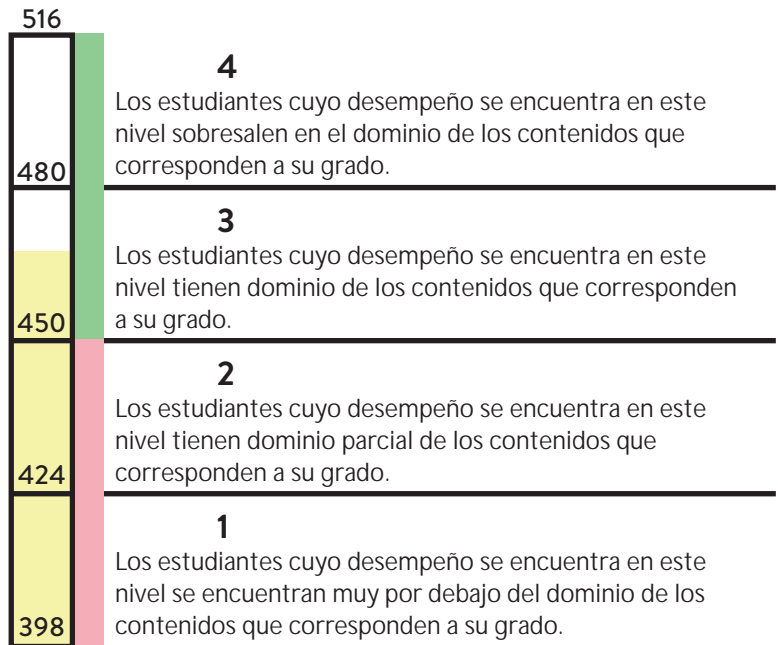 516
4
Los estudiantes cuyo desempeño se encuentra en este
nivel sobresalen en el dominio de los contenidos que
corresponden a su grado.
480
3
Los estudiantes cuyo desempeño se encuentra en este
nivel tienen dominio de los contenidos que corresponden
a su grado.
450
2
Los estudiantes cuyo desempeño se encuentra en este
nivel tienen dominio parcial de los contenidos que
corresponden a su grado.
424
1
Los estudiantes cuyo desempeño se encuentra en este
nivel se encuentran muy por debajo del dominio de los
contenidos que corresponden a su grado.
398